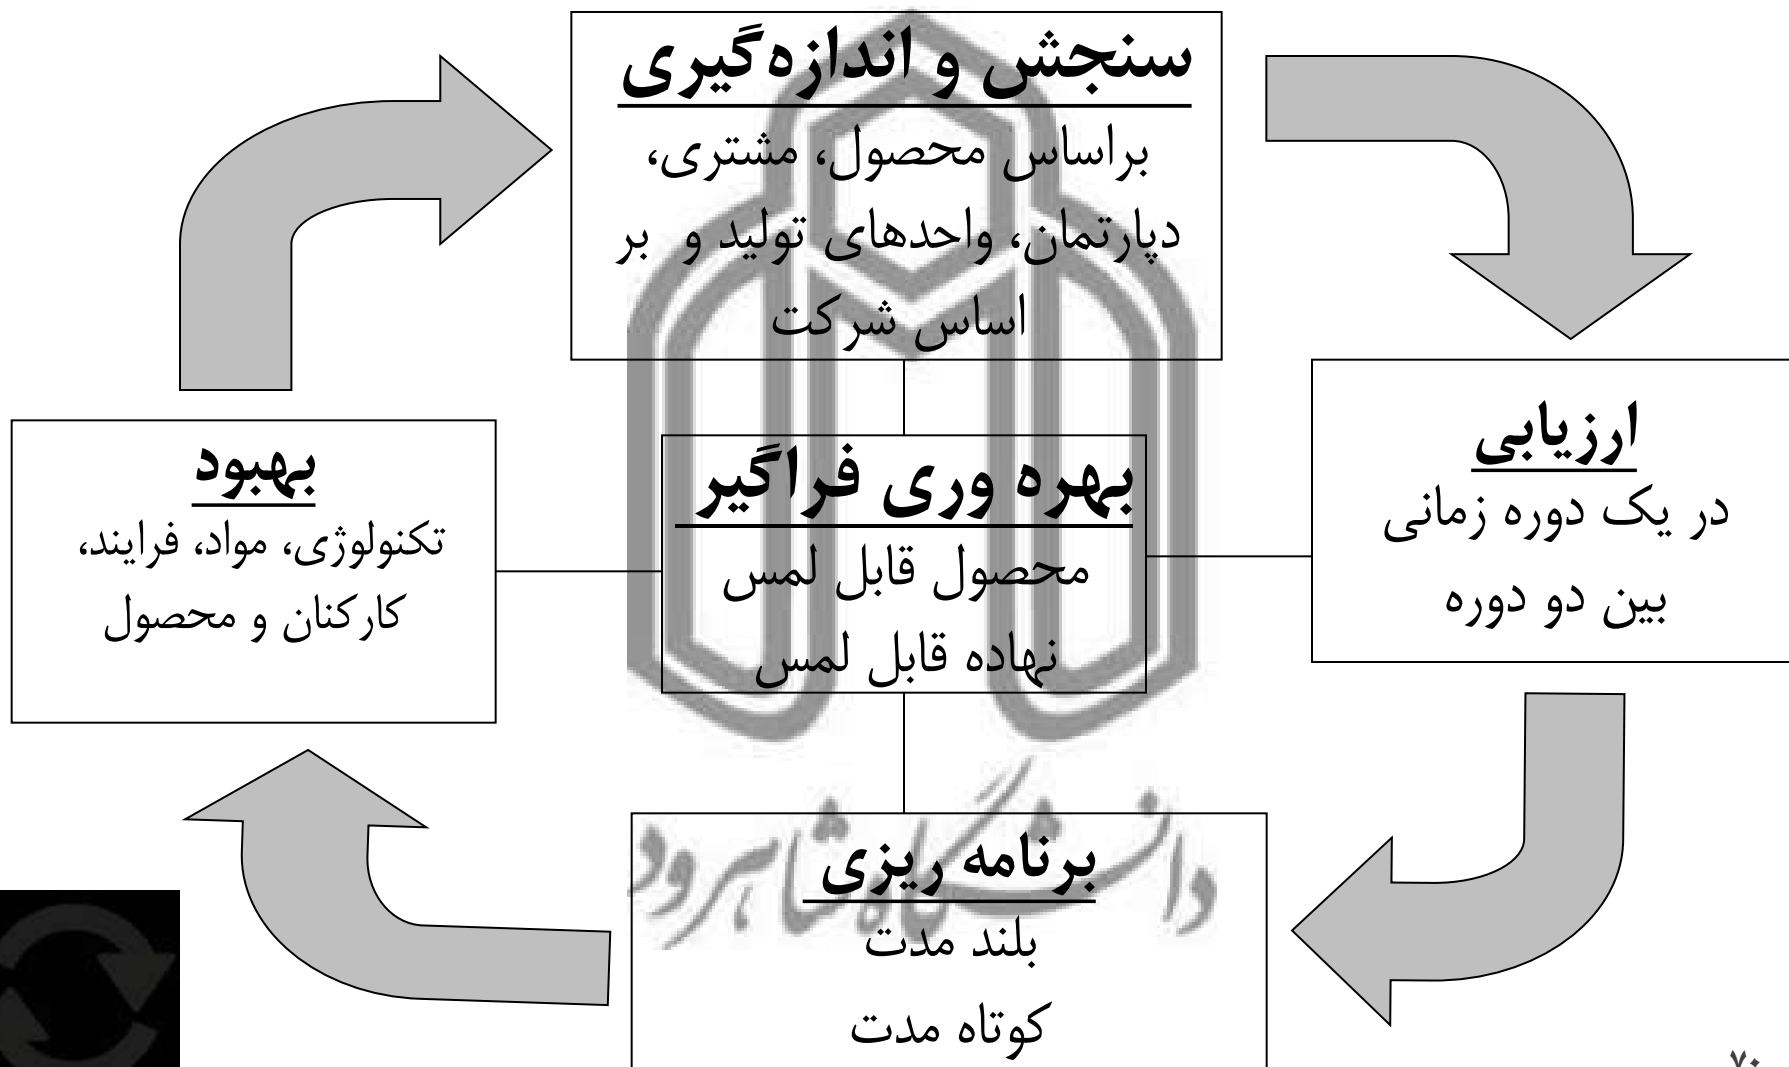 سنجش و اندازه‌گیری
براساس محصول، مشتری،
دپارتمان، واحدهای تولید و بر
اساس شرکت
ارزیابی
در یک دوره زمانی
بین دو دوره
بهره وری فراگیر
محصول قابل لمس
نهاده قابل لمس
بهبود
تکنولوژی، مواد، فرایند،
کارکنان و محصول
برنامه ریزی
بلند مدت
کوتاه مدت
دانشگاه شاهرود
۷۰